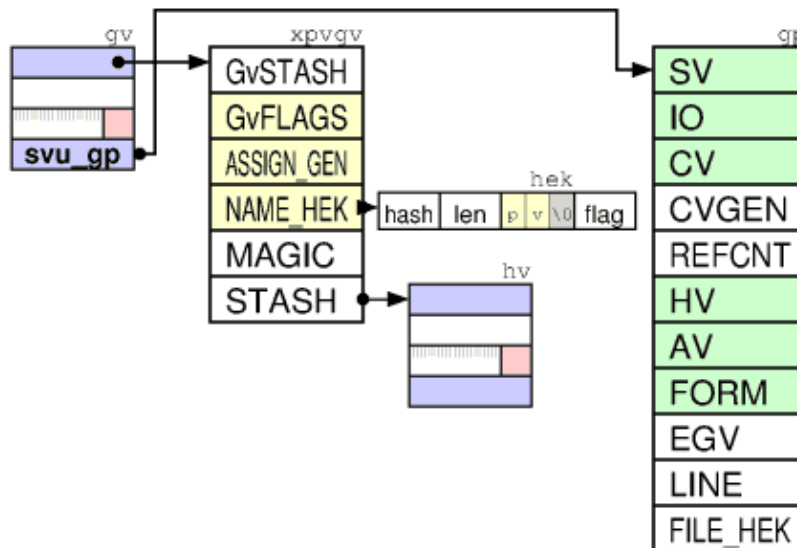 gv
svu_gp
xpvgv
GvSTASH
GvFLAGS
ASSIGN_GEN
NAME_HEK
MAGIC
STASH
hek
hash len p v \0 flag
hv
gp
SV
IO
CV
CVGEN
REFCNT
HV
AV
FORM
EGV
LINE
FILE_HEK